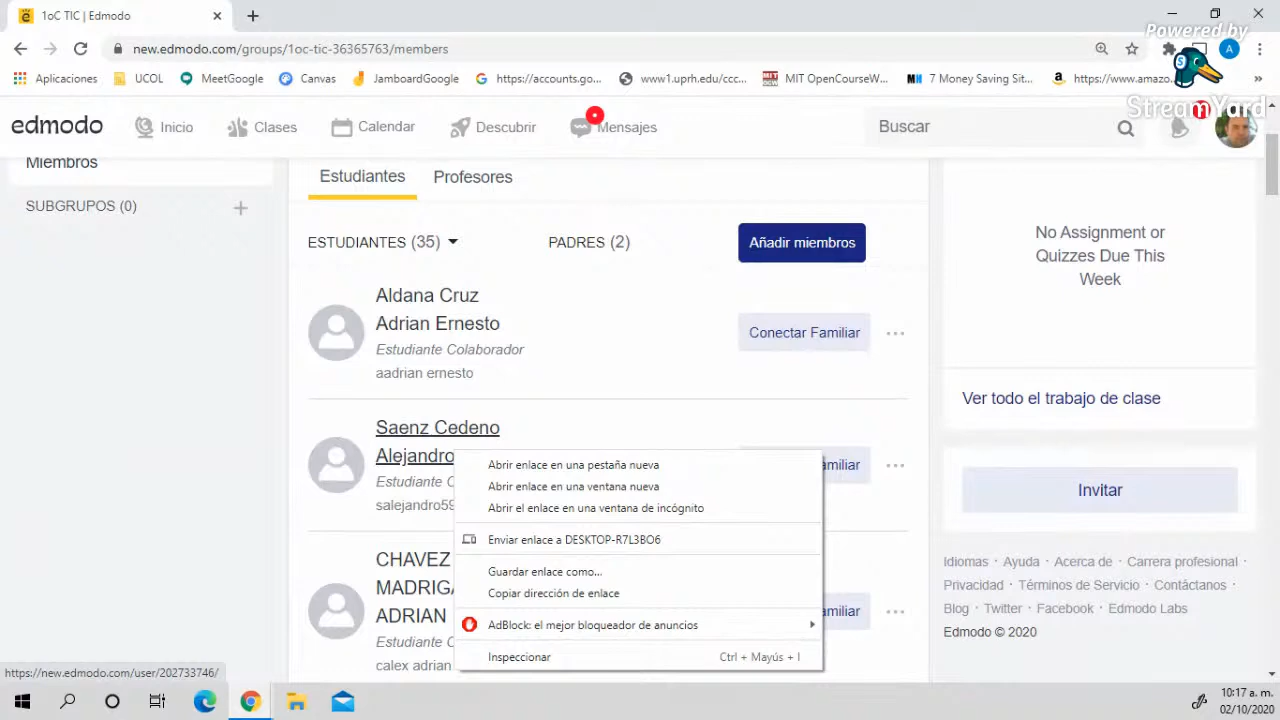 1oC TIC | Edmodo
new.edmodo.com/groups/1oc-tic-36365763/members
Powered by
StreamYard
Aplicaciones UCOL MeetGoogle Canvas JamboardGoogle https://accounts.go... www1.uprh.edu/ccc... MIT OpenCourseW... 7 Money Saving Sit... https://www.amazo... »
edmodo Inicio Clases Calendar Descubrir Mensajes Buscar
Miembros
SUBGRUPOS (0)
Estudiantes Profesores
ESTUDIANTES (35) PADRES (2) Añadir miembros
Aldana Cruz
Adrian Ernesto
Estudiante Colaborador
aadrian ernesto
Conectar Familiar
Saenz Cedeno
Alejandro
Estudiante C
salejandro59
amiliar
CHAVEZ
MADRIGA
ADRIAN
Estudiante C
calex adrian
amiliar
Abrir enlace en una pestaña nueva
Abrir enlace en una ventana nueva
Abrir el enlace en una ventana de incógnito
Enviar enlace a DESKTOP-R7L3BO6
Guardar enlace como...
Copiar dirección de enlace
AdBlock: el mejor bloqueador de anuncios
Inspeccionar Ctrl + Mayús + I
No Assignment or
Quizzes Due This
Week
Ver todo el trabajo de clase
Invitar
Idiomas · Ayuda · Acerca de · Carrera profesional ·
Privacidad · Términos de Servicio · Contáctanos ·
Blog · Twitter · Facebook · Edmodo Labs
Edmodo © 2020
https://new.edmodo.com/user/202733746/
10:17 a. m.
02/10/2020